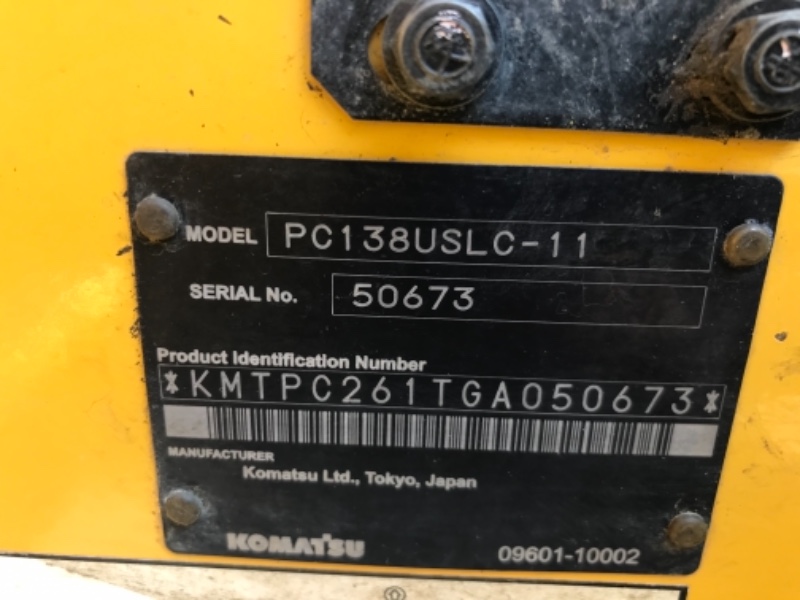 MODEL PC138USLC-11
SERIAL No. 50673
Product Identification Number
*KMTPC261TGA050673*
MANUFACTURER
Komatsu Ltd., Tokyo, Japan
KOMATSU 09601-10002